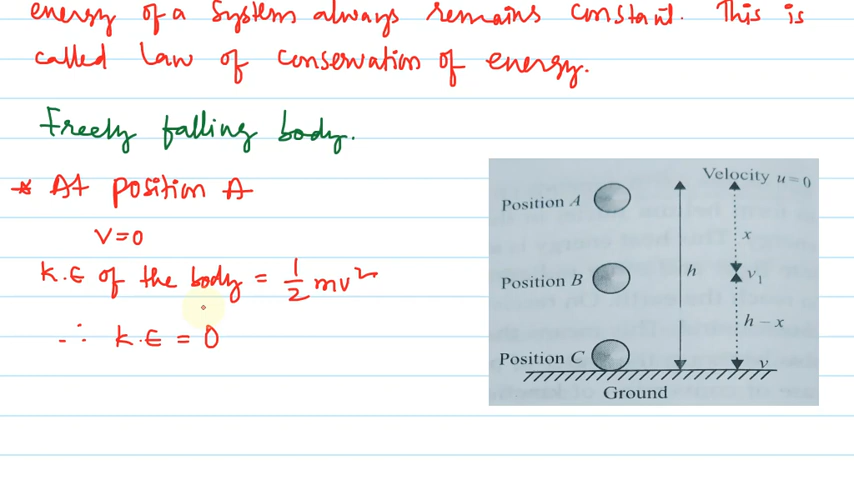 energy of a system always remains constant. This is
called law of conservation of energy.
Freely falling body.
* At position A
V=0
K.E of the body = 1/2 mv²
∴ K.E = 0
Velocity u=0
Position A
x
Position B
h
v₁
h − x
Position C
v
Ground